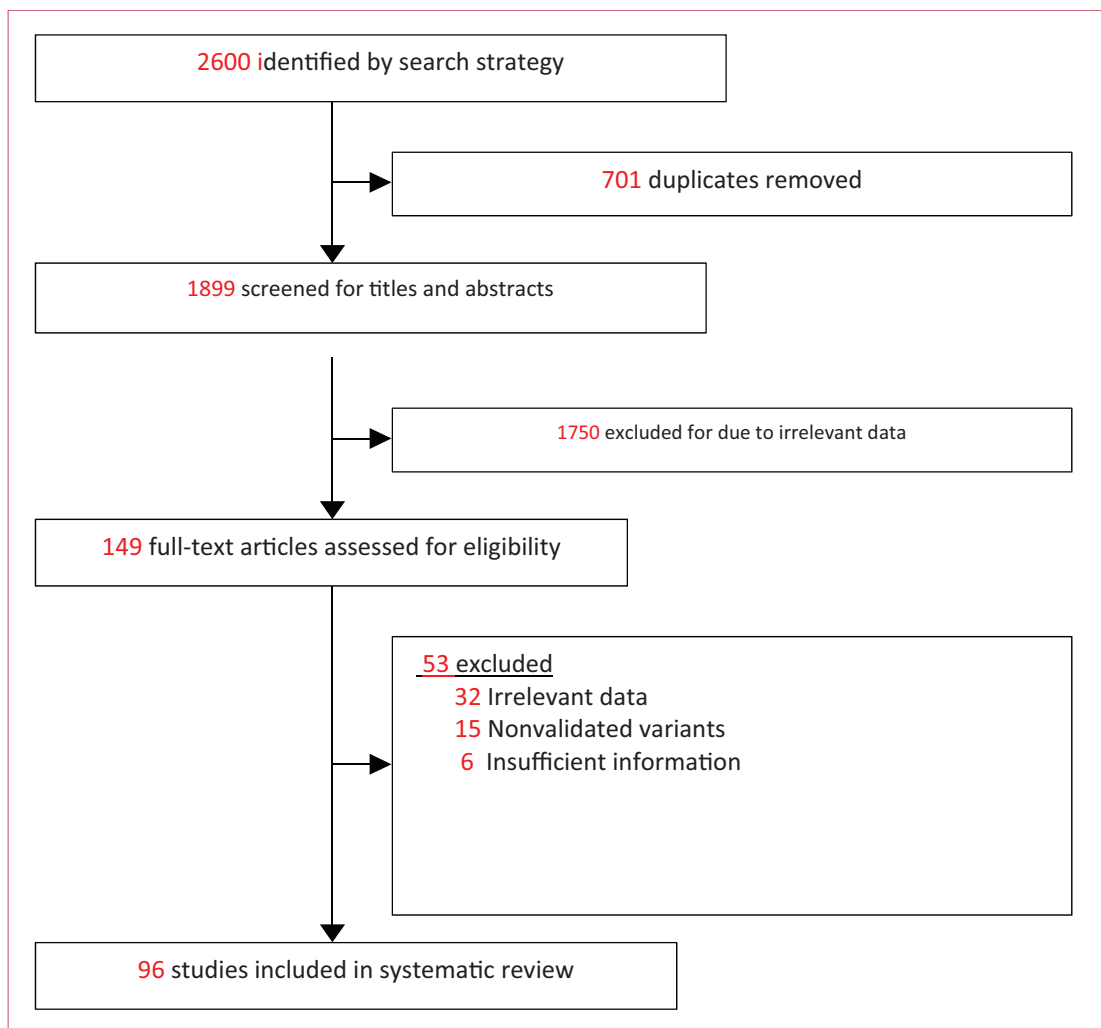 2600 identified by search strategy
701 duplicates removed
1899 screened for titles and abstracts
1750 excluded for due to irrelevant data
149 full-text articles assessed for eligibility
53 excluded
32 Irrelevant data
15 Nonvalidated variants
6 Insufficient information
96 studies included in systematic review